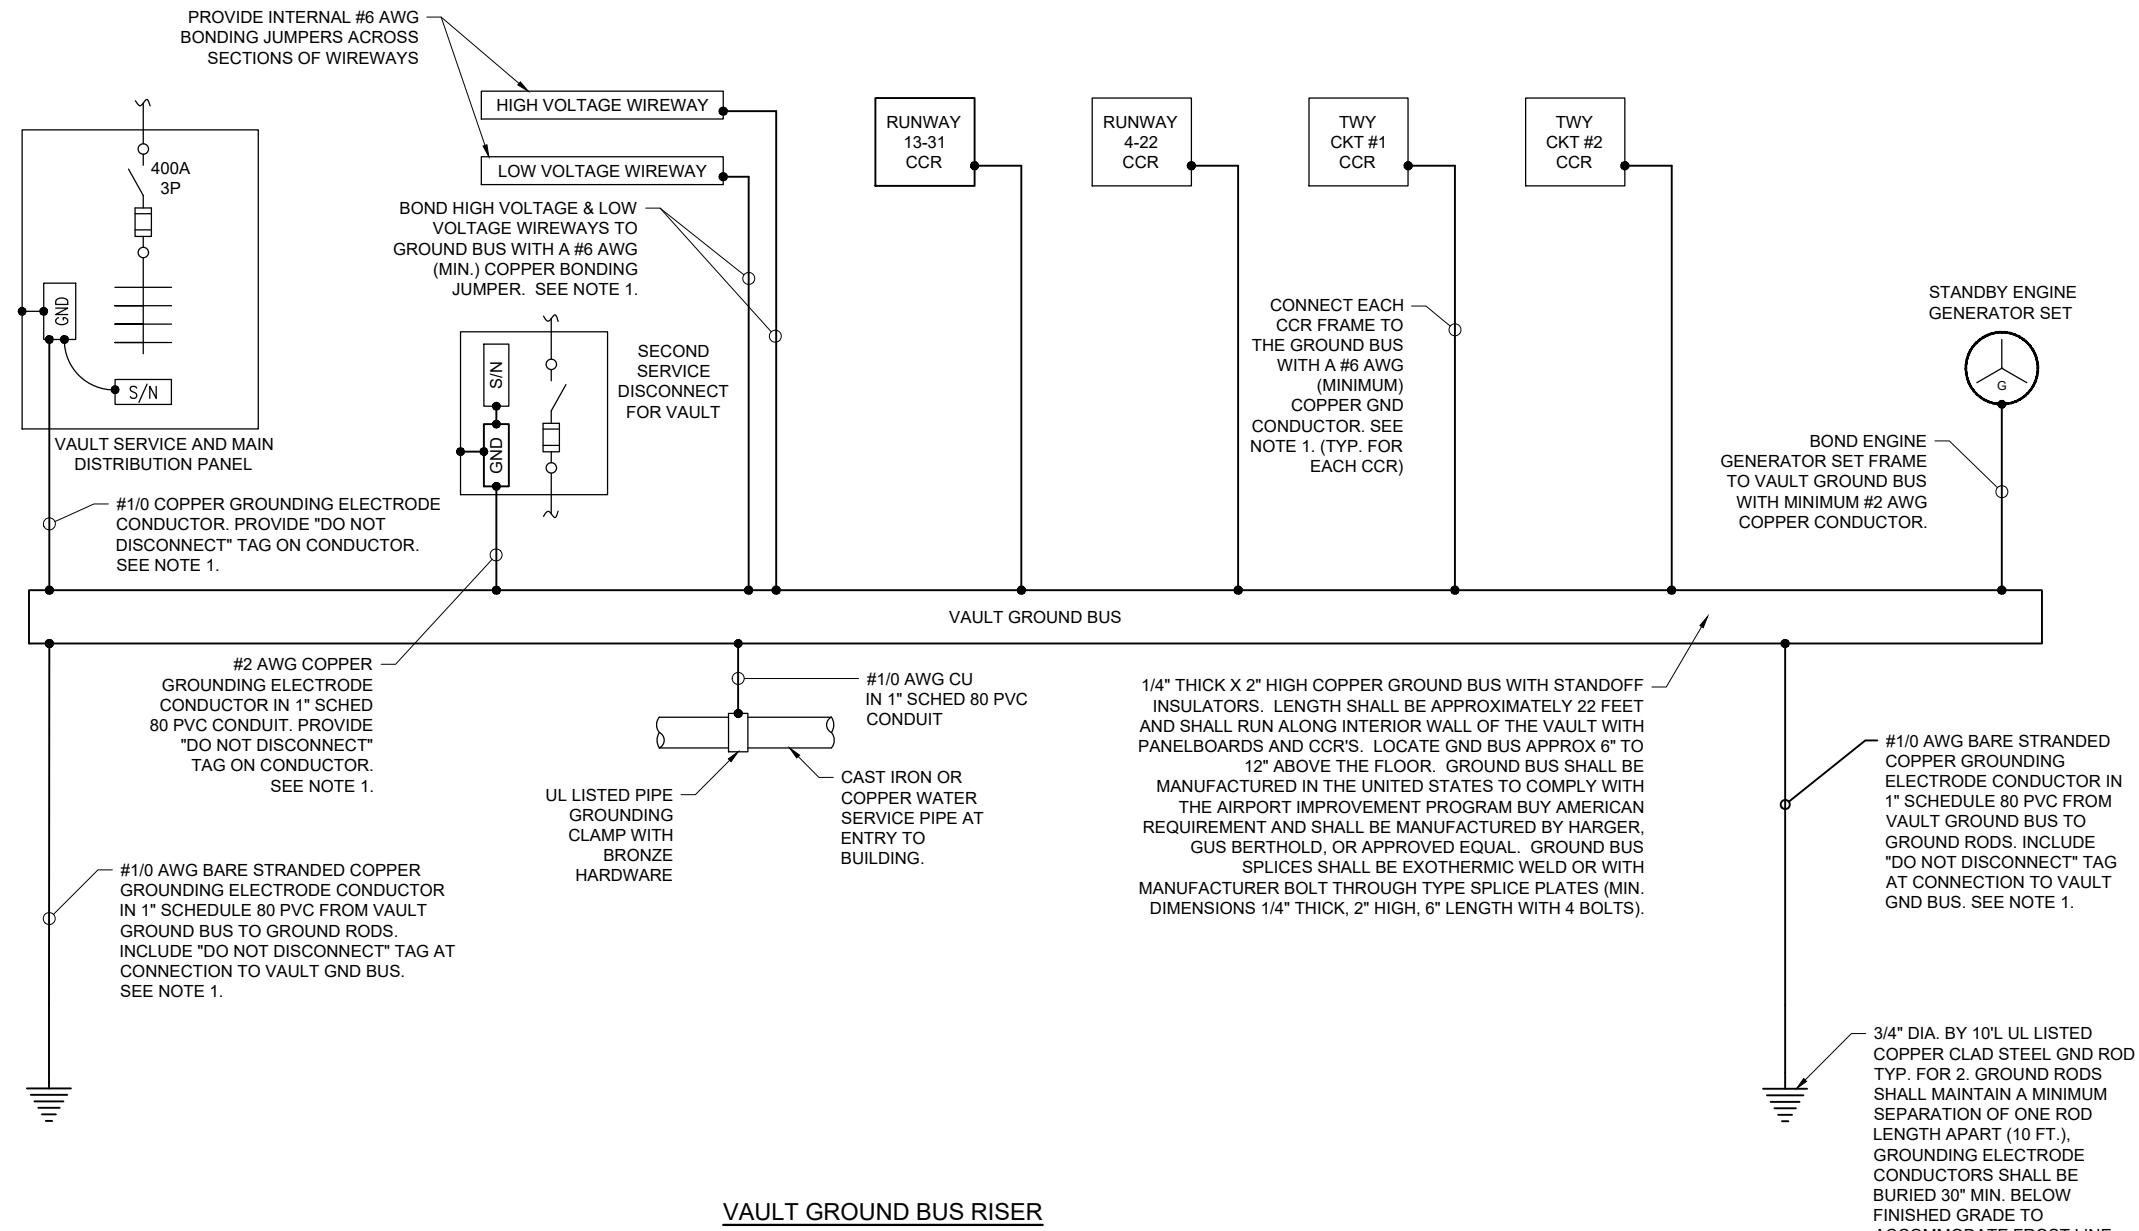 PROVIDE INTERNAL #6 AWG
BONDING JUMPERS ACROSS
SECTIONS OF WIREWAYS
HIGH VOLTAGE WIREWAY
LOW VOLTAGE WIREWAY
400A
3P
GND
S/N
VAULT SERVICE AND MAIN
DISTRIBUTION PANEL
BOND HIGH VOLTAGE & LOW
VOLTAGE WIREWAYS TO
GROUND BUS WITH A #6 AWG
(MIN.) COPPER BONDING
JUMPER. SEE NOTE 1.
S/N
GND
SECOND
SERVICE
DISCONNECT
FOR VAULT
RUNWAY
13-31
CCR
RUNWAY
4-22
CCR
TWY
CKT #1
CCR
TWY
CKT #2
CCR
CONNECT EACH
CCR FRAME TO
THE GROUND BUS
WITH A #6 AWG
(MINIMUM)
COPPER GND
CONDUCTOR. SEE
NOTE 1. (TYP. FOR
EACH CCR)
STANDBY ENGINE
GENERATOR SET
G
BOND ENGINE
GENERATOR SET FRAME
TO VAULT GROUND BUS
WITH MINIMUM #2 AWG
COPPER CONDUCTOR.
#1/0 COPPER GROUNDING ELECTRODE
CONDUCTOR. PROVIDE "DO NOT
DISCONNECT" TAG ON CONDUCTOR.
SEE NOTE 1.
VAULT GROUND BUS
#2 AWG COPPER
GROUNDING ELECTRODE
CONDUCTOR IN 1" SCHED
80 PVC CONDUIT. PROVIDE
"DO NOT DISCONNECT"
TAG ON CONDUCTOR.
SEE NOTE 1.
#1/0 AWG CU
IN 1" SCHED 80 PVC
CONDUIT
UL LISTED PIPE
GROUNDING
CLAMP WITH
BRONZE
HARDWARE
CAST IRON OR
COPPER WATER
SERVICE PIPE AT
ENTRY TO
BUILDING.
1/4" THICK X 2" HIGH COPPER GROUND BUS WITH STANDOFF
INSULATORS. LENGTH SHALL BE APPROXIMATELY 22 FEET
AND SHALL RUN ALONG INTERIOR WALL OF THE VAULT WITH
PANELBOARDS AND CCR'S. LOCATE GND BUS APPROX 6" TO
12" ABOVE THE FLOOR. GROUND BUS SHALL BE
MANUFACTURED IN THE UNITED STATES TO COMPLY WITH
THE AIRPORT IMPROVEMENT PROGRAM BUY AMERICAN
REQUIREMENT AND SHALL BE MANUFACTURED BY HARGER,
GUS BERTHOLD, OR APPROVED EQUAL. GROUND BUS
SPLICES SHALL BE EXOTHERMIC WELD OR WITH
MANUFACTURER BOLT THROUGH TYPE SPLICE PLATES (MIN.
DIMENSIONS 1/4" THICK, 2" HIGH, 6" LENGTH WITH 4 BOLTS).
#1/0 AWG BARE STRANDED
COPPER GROUNDING
ELECTRODE CONDUCTOR IN
1" SCHEDULE 80 PVC FROM
VAULT GROUND BUS TO
GROUND RODS. INCLUDE
"DO NOT DISCONNECT" TAG
AT CONNECTION TO VAULT
GND BUS. SEE NOTE 1.
#1/0 AWG BARE STRANDED COPPER
GROUNDING ELECTRODE CONDUCTOR
IN 1" SCHEDULE 80 PVC FROM VAULT
GROUND BUS TO GROUND RODS.
INCLUDE "DO NOT DISCONNECT" TAG AT
CONNECTION TO VAULT GND BUS.
SEE NOTE 1.
3/4" DIA. BY 10'L UL LISTED
COPPER CLAD STEEL GND ROD
TYP. FOR 2. GROUND RODS
SHALL MAINTAIN A MINIMUM
SEPARATION OF ONE ROD
LENGTH APART (10 FT.),
GROUNDING ELECTRODE
CONDUCTORS SHALL BE
BURIED 30" MIN. BELOW
FINISHED GRADE TO
VAULT GROUND BUS RISER